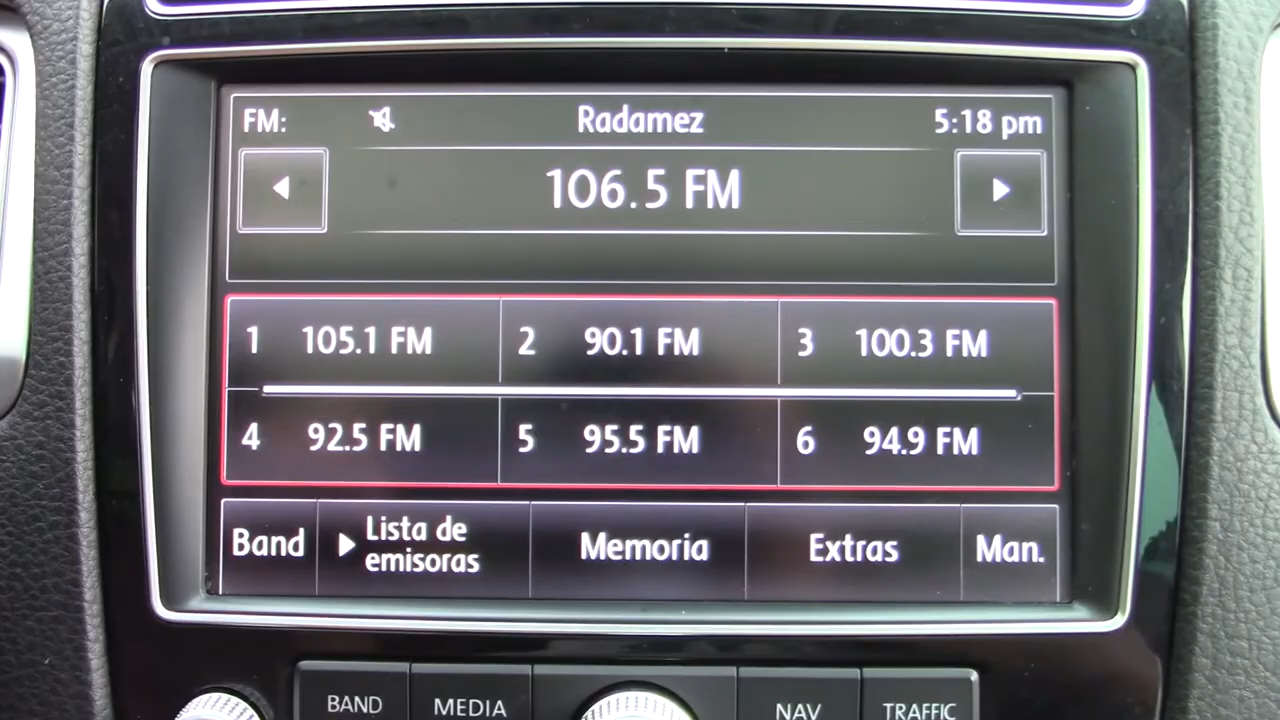 FM: Radamez 5:18 pm
106.5 FM
1 105.1 FM 2 90.1 FM 3 100.3 FM
4 92.5 FM 5 95.5 FM 6 94.9 FM
Band Lista de emisoras Memoria Extras Man.
BAND MEDIA NAV TRAFFIC